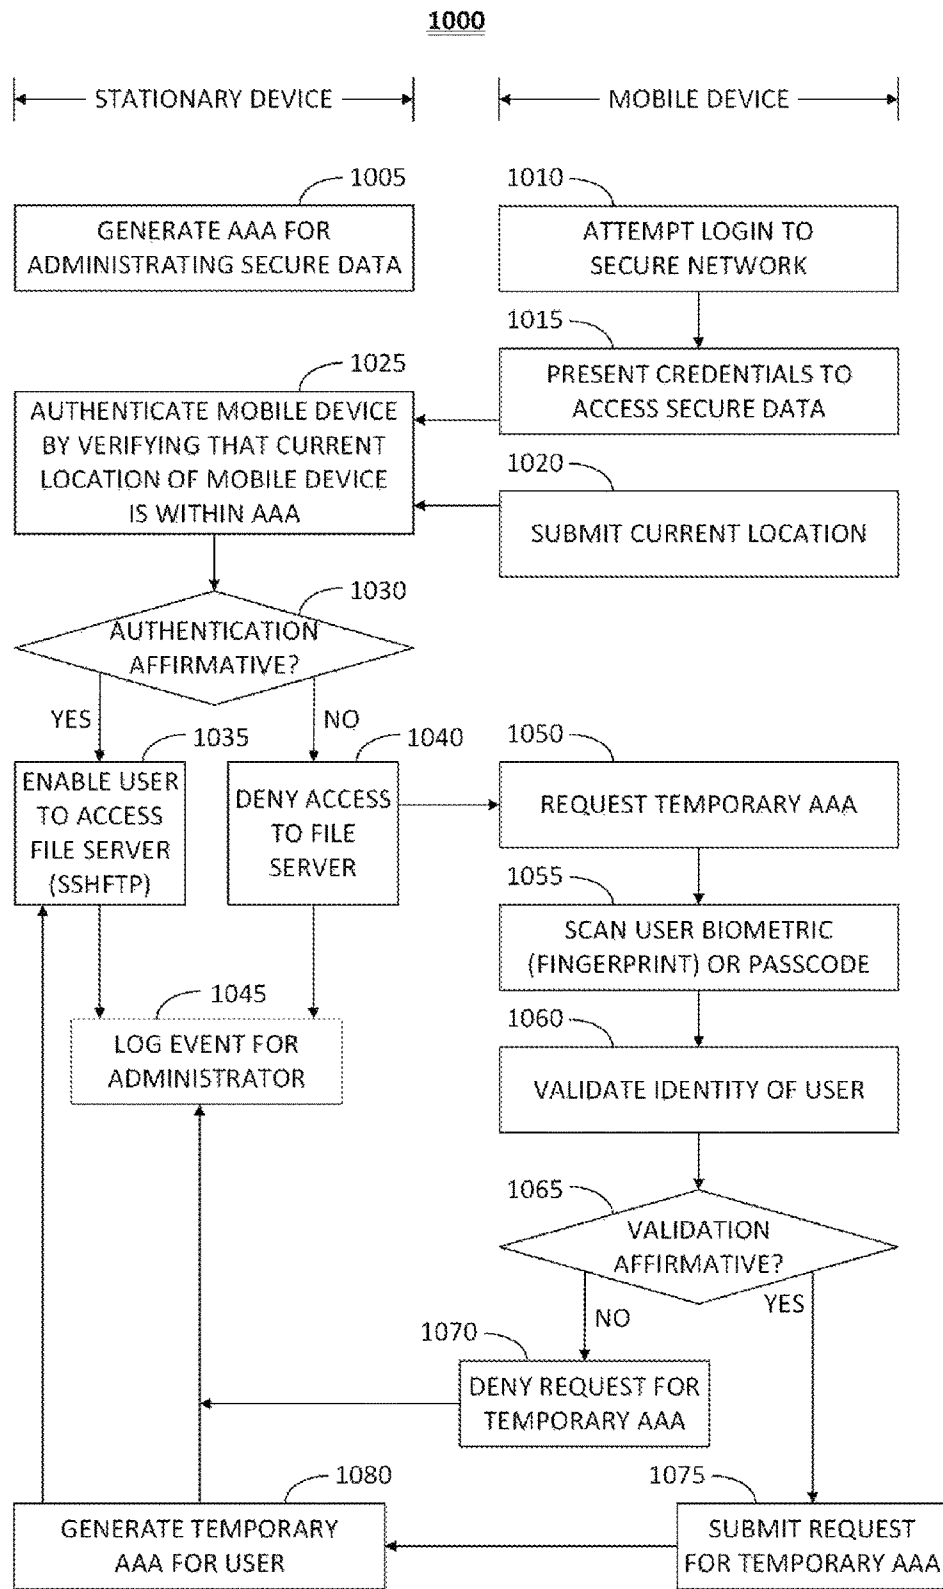 1000
STATIONARY DEVICE
MOBILE DEVICE
1005
GENERATE AAA FOR
ADMINISTRATING SECURE DATA
1010
ATTEMPT LOGIN TO
SECURE NETWORK
1015
PRESENT CREDENTIALS TO
ACCESS SECURE DATA
1025
AUTHENTICATE MOBILE DEVICE
BY VERIFYING THAT CURRENT
LOCATION OF MOBILE DEVICE
IS WITHIN AAA
1020
SUBMIT CURRENT LOCATION
1030
AUTHENTICATION
AFFIRMATIVE?
YES
NO
1035
ENABLE USER
TO ACCESS
FILE SERVER
(SSHFTP)
1040
DENY ACCESS
TO FILE
SERVER
1050
REQUEST TEMPORARY AAA
1055
SCAN USER BIOMETRIC
(FINGERPRINT) OR PASSCODE
1045
LOG EVENT FOR
ADMINISTRATOR
1060
VALIDATE IDENTITY OF USER
1065
VALIDATION
AFFIRMATIVE?
NO
YES
1070
DENY REQUEST FOR
TEMPORARY AAA
1080
GENERATE TEMPORARY
AAA FOR USER
1075
SUBMIT REQUEST
FOR TEMPORARY AAA